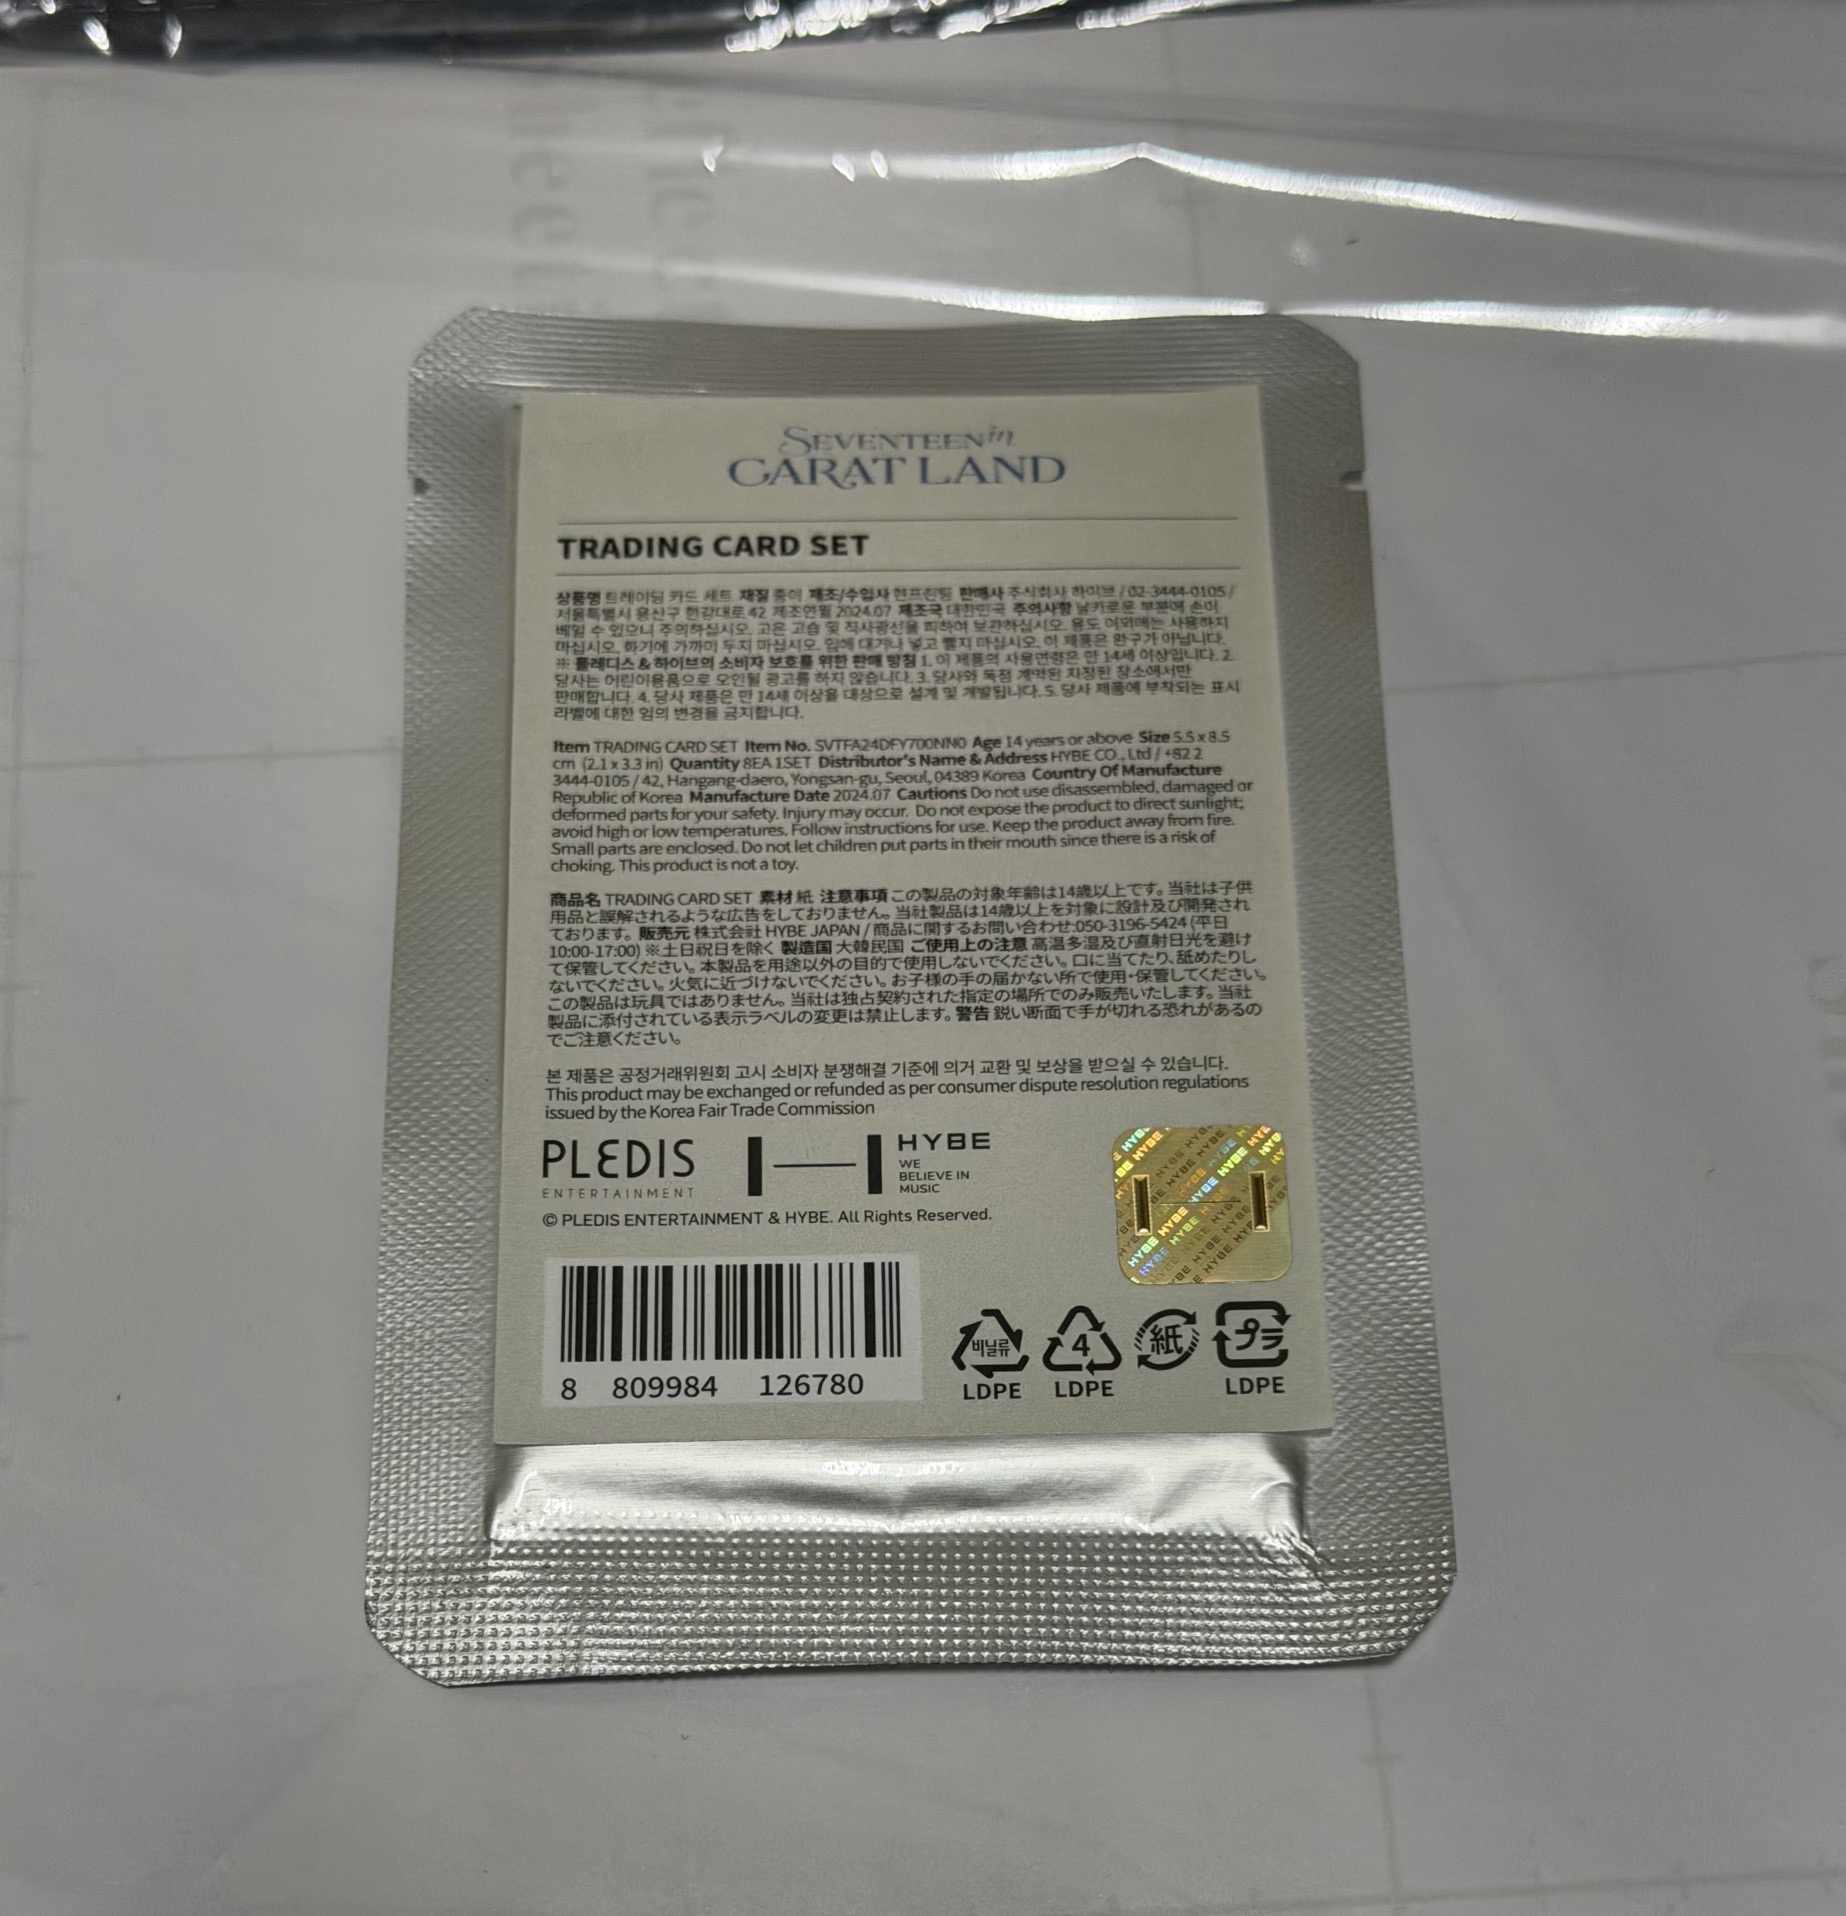 SEVENTEEN in
CARAT LAND
TRADING CARD SET
상품명 트레이딩 카드 세트 재질 종이 제조/수입사 현프린팅 판매사 주식회사 하이브 / 02-3444-0105 /
서울특별시 용산구 한강대로 42 제조연월 2024.07 제조국 대한민국 주의사항 날카로운 부분에 손이
베일 수 있으니 주의하십시오. 고온 고습 및 직사광선을 피하여 보관하십시오. 용도 이외에는 사용하지
마십시오. 화기에 가까이 두지 마십시오. 입에 대거나 넣고 빨지 마십시오. 이 제품은 완구가 아닙니다.
※ 플레디스 & 하이브의 소비자 보호를 위한 판매 방침 1. 이 제품의 사용연령은 만 14세 이상입니다. 2.
당사는 어린이용품으로 오인될 광고를 하지 않습니다. 3. 당사와 독점 계약된 지정된 장소에서만
판매합니다. 4. 당사 제품은 만 14세 이상을 대상으로 설계 및 개발됩니다. 5. 당사 제품에 부착되는 표시
라벨에 대한 임의 변경을 금지합니다.
Item TRADING CARD SET Item No. SVTFA24DFY700NN0 Age 14 years or above Size 5.5 x 8.5
cm (2.1 x 3.3 in) Quantity 8EA 1SET Distributor's Name & Address HYBE CO., Ltd / +82 2
3444-0105 / 42, Hangang-daero, Yongsan-gu, Seoul, 04389 Korea Country Of Manufacture
Republic of Korea Manufacture Date 2024.07 Cautions Do not use disassembled, damaged or
deformed parts for your safety. Injury may occur. Do not expose the product to direct sunlight;
avoid high or low temperatures. Follow instructions for use. Keep the product away from fire.
Small parts are enclosed. Do not let children put parts in their mouth since there is a risk of
choking. This product is not a toy.
商品名 TRADING CARD SET 素材 紙 注意事項 この製品の対象年齢は14歳以上です。当社は子供
用品と誤解されるような広告をしておりません。当社製品は14歳以上を対象に設計及び開発され
ております。販売元 株式会社 HYBE JAPAN / 商品に関するお問い合わせ:050-3196-5424 (平日
10:00-17:00) ※土日祝日を除く 製造国 大韓民国 ご使用上の注意 高温多湿及び直射日光を避け
て保管してください。本製品を用途以外の目的で使用しないでください。口に当てたり、舐めたりし
ないでください。火気に近づけないでください。お子様の手の届かない所で使用・保管してください。
この製品は玩具ではありません。当社は独占契約された指定の場所でのみ販売いたします。当社
製品に添付されている表示ラベルの変更は禁止します。警告 鋭い断面で手が切れる恐れがあるの
でご注意ください。
본 제품은 공정거래위원회 고시 소비자 분쟁해결 기준에 의거 교환 및 보상을 받으실 수 있습니다.
This product may be exchanged or refunded as per consumer dispute resolution regulations
issued by the Korea Fair Trade Commission
PLEDIS
ENTERTAINMENT
HYBE
WE
BELIEVE IN
MUSIC
© PLEDIS ENTERTAINMENT & HYBE. All Rights Reserved.
HYBE HYBE HYBE
8 809984 126780
비닐류
LDPE
4
LDPE
紙
プラ
LDPE